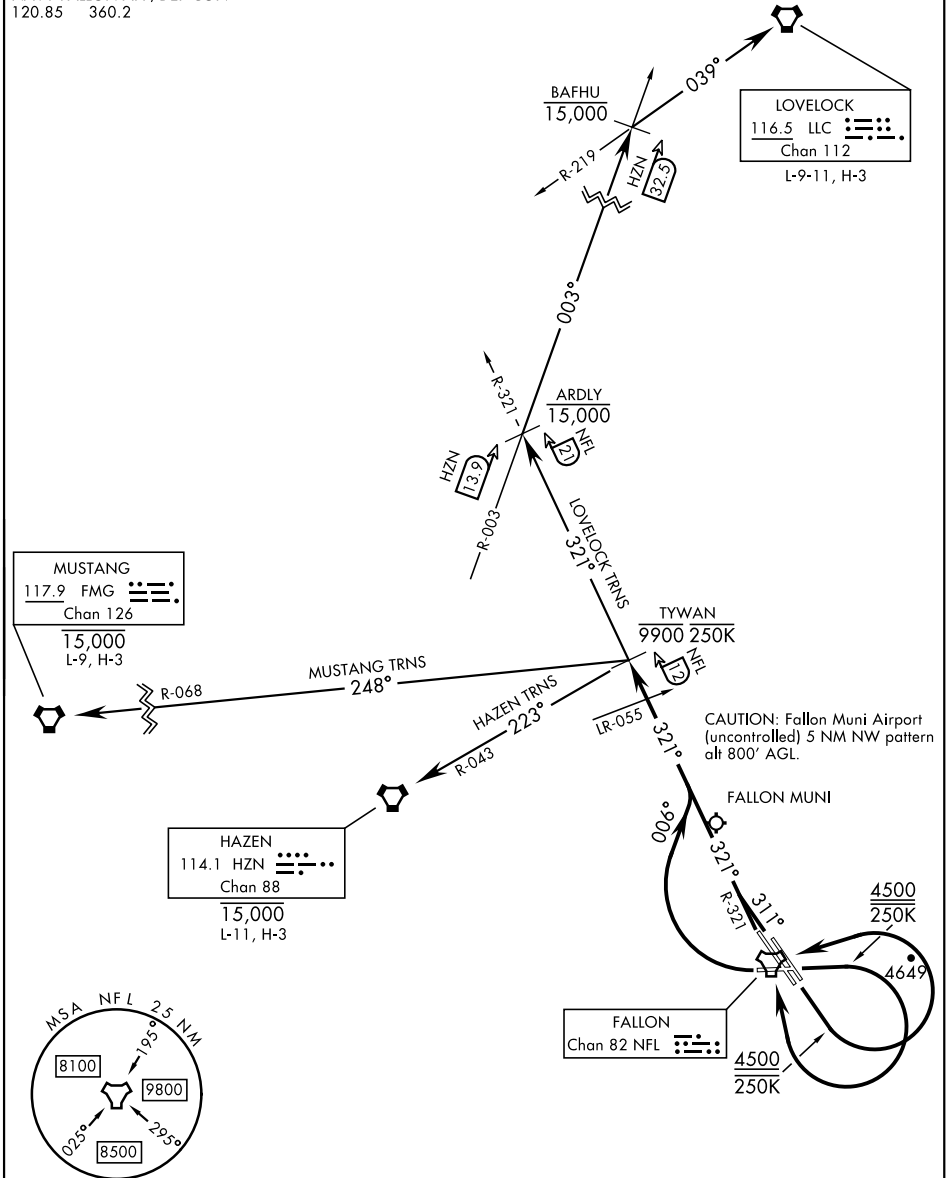 120.85 360.2
039°
BAFHU
15,000
LOVELOCK
116.5 LLC
Chan 112
L-9-11, H-3
R-219
HZN
32.5
003°
R-321
ARDLY
15,000
NFL
21
HZN
13.9
R-003
LOVELOCK TRNS
321°
MUSTANG
117.9 FMG
Chan 126
15,000
L-9, H-3
TYWAN
9900 250K
NFL
12
MUSTANG TRNS
R-068
248°
HAZEN TRNS
223°
R-043
LR-055
321°
CAUTION: Fallon Muni Airport
(uncontrolled) 5 NM NW pattern
alt 800' AGL.
FALLON MUNI
006°
321°
R-321
311°
HAZEN
114.1 HZN
Chan 88
15,000
L-11, H-3
4500
250K
4649
FALLON
Chan 82 NFL
4500
250K
MSA NFL 25 NM
195°
8100
9800
025°
295°
8500